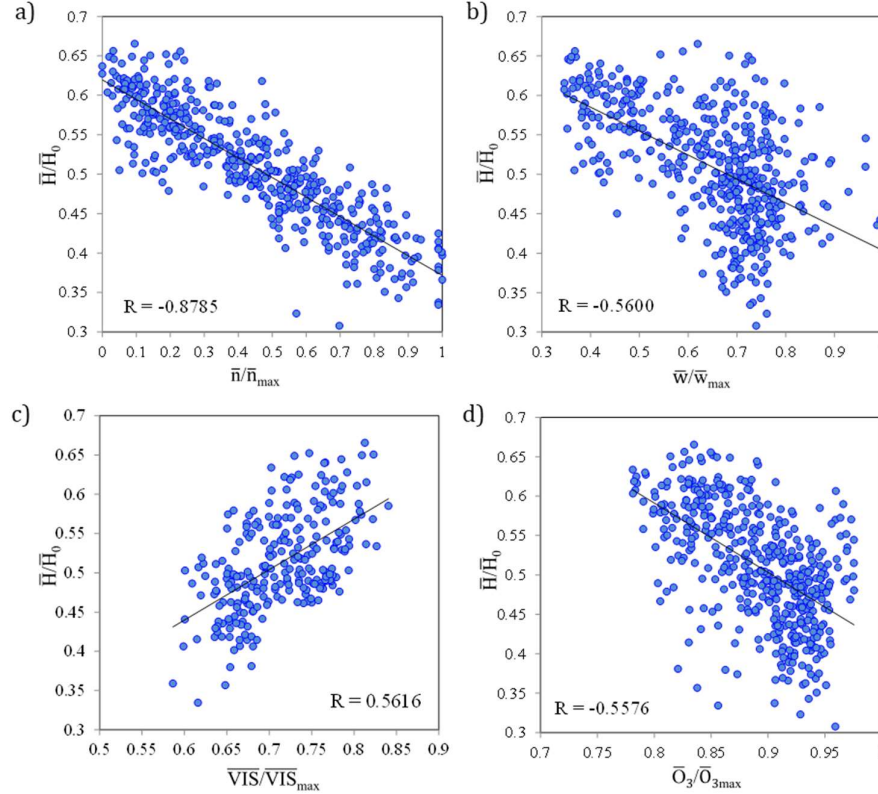 a)
0.7
0.65
0.6
0.55
0.5
0.45
0.4
0.35
0.3
H̅/H̅₀
R = -0.8785
0 0.1 0.2 0.3 0.4 0.5 0.6 0.7 0.8 0.9 1
n̅/n̅max
b)
0.7
0.65
0.6
0.55
0.5
0.45
0.4
0.35
0.3
H̅/H̅₀
R = -0.5600
0.3 0.4 0.5 0.6 0.7 0.8 0.9
w̅/w̅max
c)
0.7
0.65
0.6
0.55
0.5
0.45
0.4
0.35
0.3
H̅/H̅₀
R = 0.5616
0.5 0.55 0.6 0.65 0.7 0.75 0.8 0.85 0.9
V̅I̅S̅/V̅I̅S̅max
d)
0.7
0.65
0.6
0.55
0.5
0.45
0.4
0.35
0.3
H̅/H̅₀
R = -0.5576
0.7 0.75 0.8 0.85 0.9 0.95
O̅₃/O̅₃max